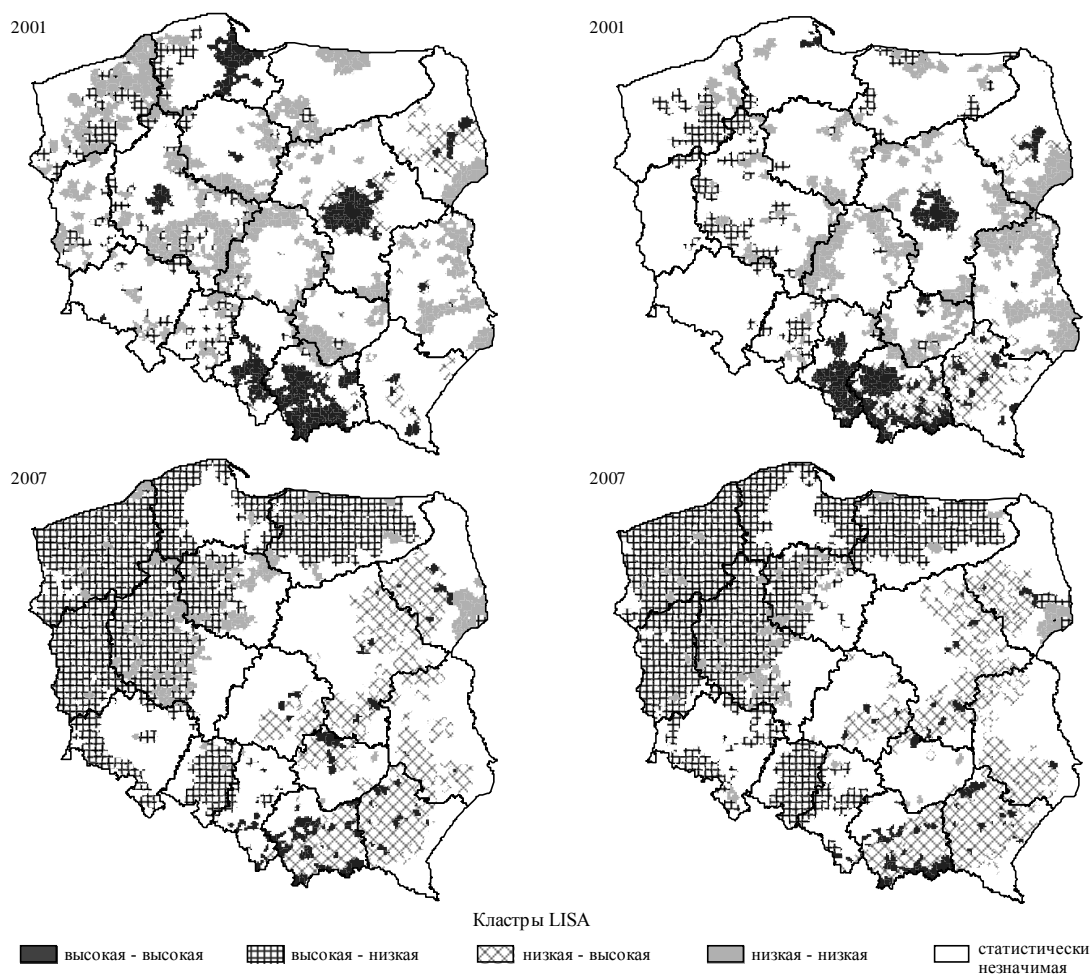 2001
2001
2007
2007
Кластры LISA
высокая - высокая
высокая - низкая
низкая - высокая
низкая - низкая
статистически
незначимая